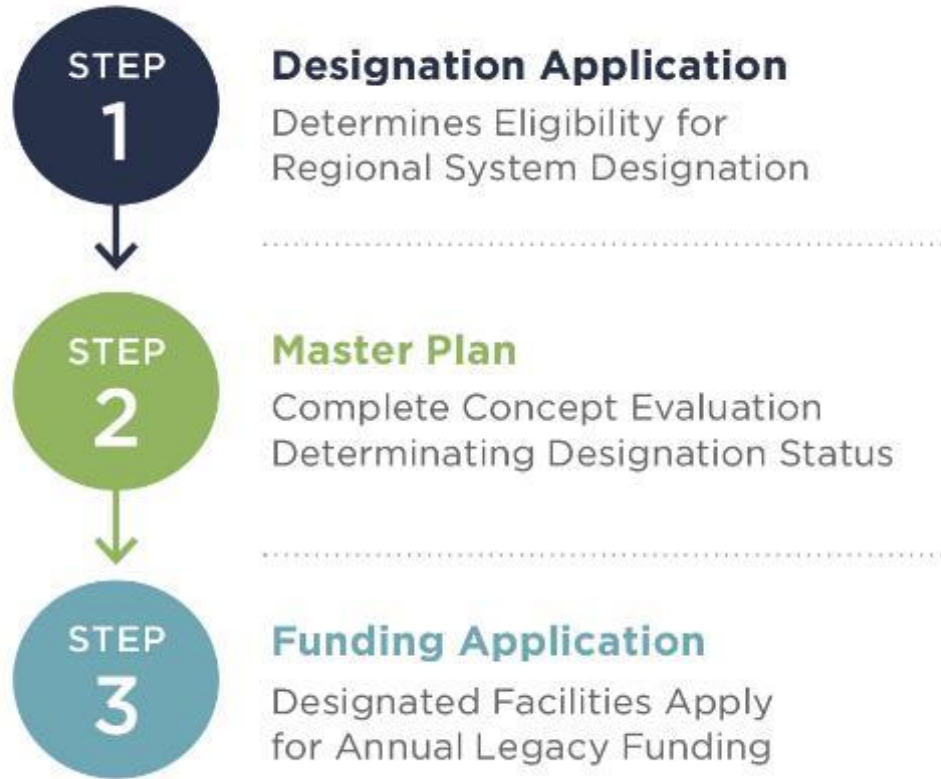 STEP
1
Designation Application
Determines Eligibility for
Regional System Designation
STEP
2
Master Plan
Complete Concept Evaluation
Determinating Designation Status
STEP
3
Funding Application
Designated Facilities Apply
for Annual Legacy Funding